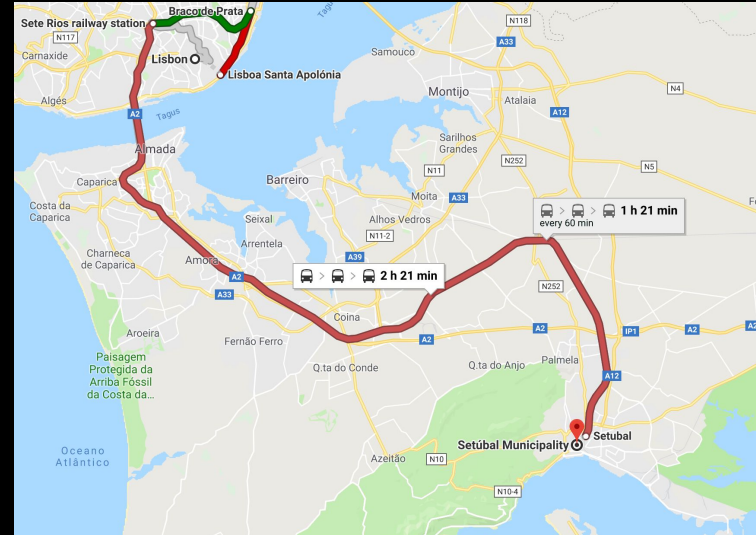 Bracorde Prata
Sete Rios railway station
N117
Carnaxide
Lisbon
Lisboa Santa Apolónia
Algés
Tagus
A2
Tagus
N118
A33
Samouco
Montijo
Atalaia
N4
A12
Sarilhos
Grandes
N252
N5
N11
Almada
Caparica
Barreiro
Moita
A33
Costa da
Caparica
Seixal
Alhos Vedros
N11-2
1 h 21 min
every 60 min
Arrentela
Charneca
de Caparica
Amora
A2
A39
2 h 21 min
A33
N252
Coina
Aroeira
Fernão Ferro
A2
A2
IP1
A2
A2
Paisagem
Protegida da
Arriba Fóssil
da Costa da...
Q.ta do Conde
Q.ta do Anjo
Palmela
A12
Setubal
Setúbal Municipality
Oceano
Atlântico
Azeitão
N10
N10-4